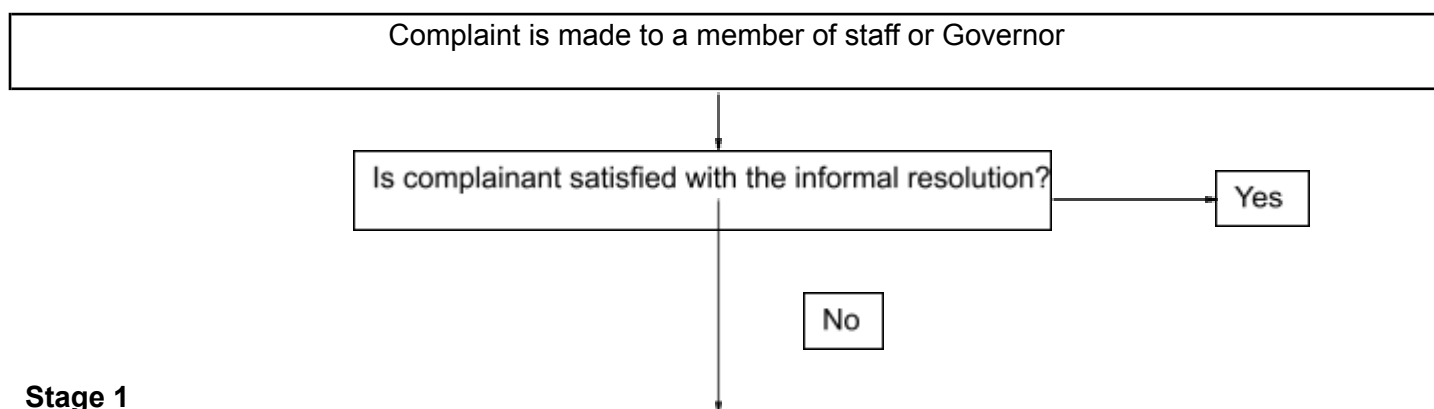 Complaint is made to a member of staff or Governor
Is complainant satisfied with the informal resolution?
Yes
No
Stage 1